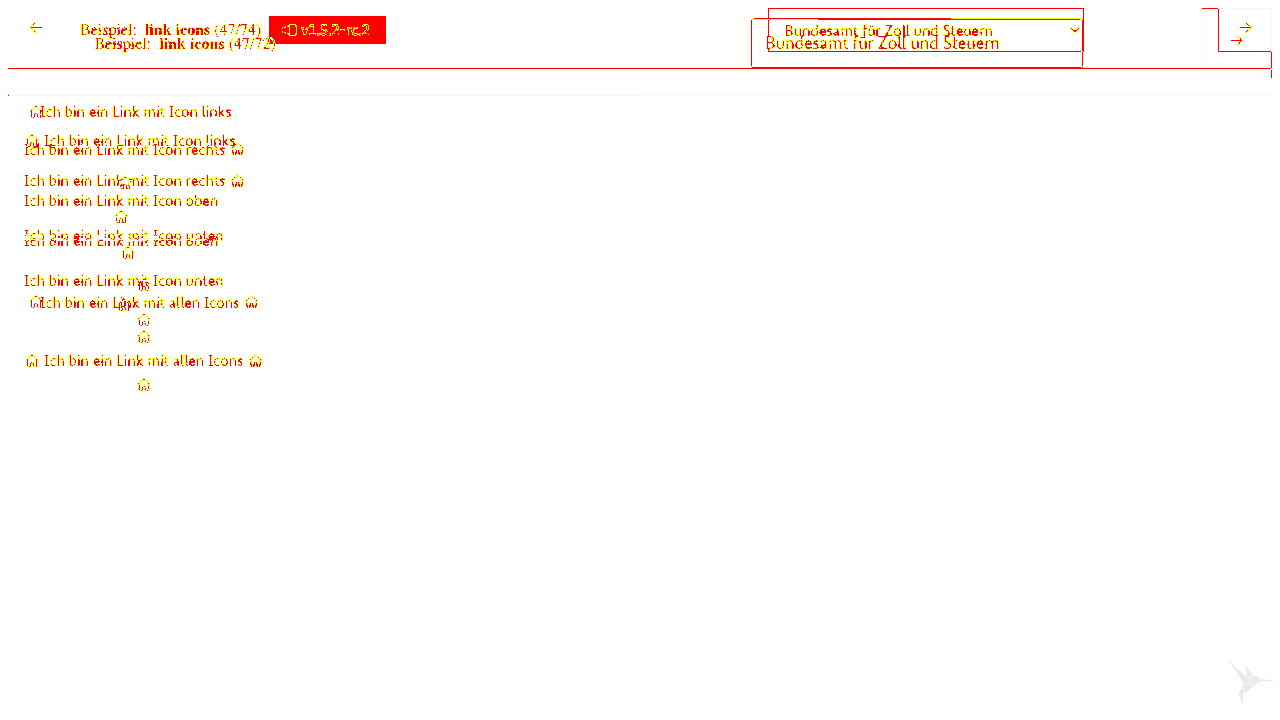 Beispiel: link icons (47/74)
v1.5.2-rc.2
Bundesamt für Zoll und Steuern
Beispiel: link icons (47/72)
Bundesamt für Zoll und Steuern
Ich bin ein Link mit Icon links
Ich bin ein Link mit Icon links
Ich bin ein Link mit Icon rechts
Ich bin ein Link mit Icon rechts
Ich bin ein Link mit Icon oben
Ich bin ein Link mit Icon unten
Ich bin ein Link mit Icon oben
Ich bin ein Link mit Icon unten
Ich bin ein Link mit allen Icons
Ich bin ein Link mit allen Icons